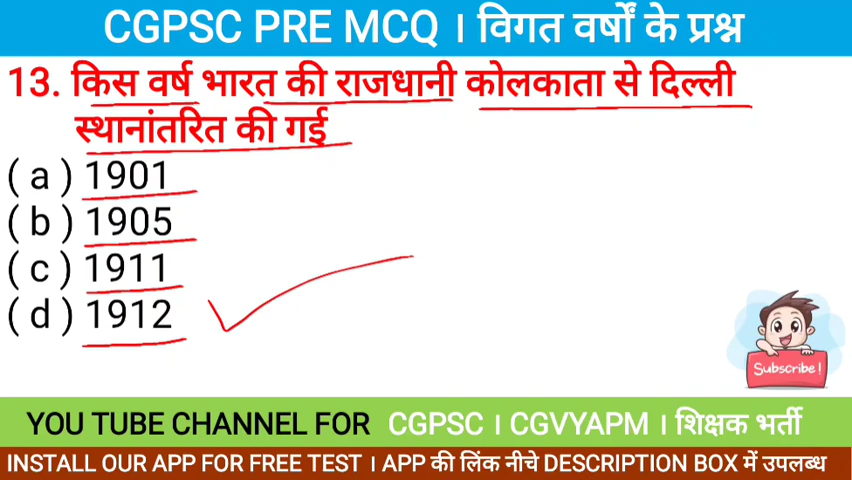 CGPSC PRE MCQ । विगत वर्षों के प्रश्न
13. किस वर्ष भारत की राजधानी कोलकाता से दिल्ली
स्थानांतरित की गई
( a ) 1901
( b ) 1905
( c ) 1911
( d ) 1912
Subscribe !
YOU TUBE CHANNEL FOR CGPSC । CGVYAPM । शिक्षक भर्ती
INSTALL OUR APP FOR FREE TEST । APP की लिंक नीचे DESCRIPTION BOX में उपलब्ध